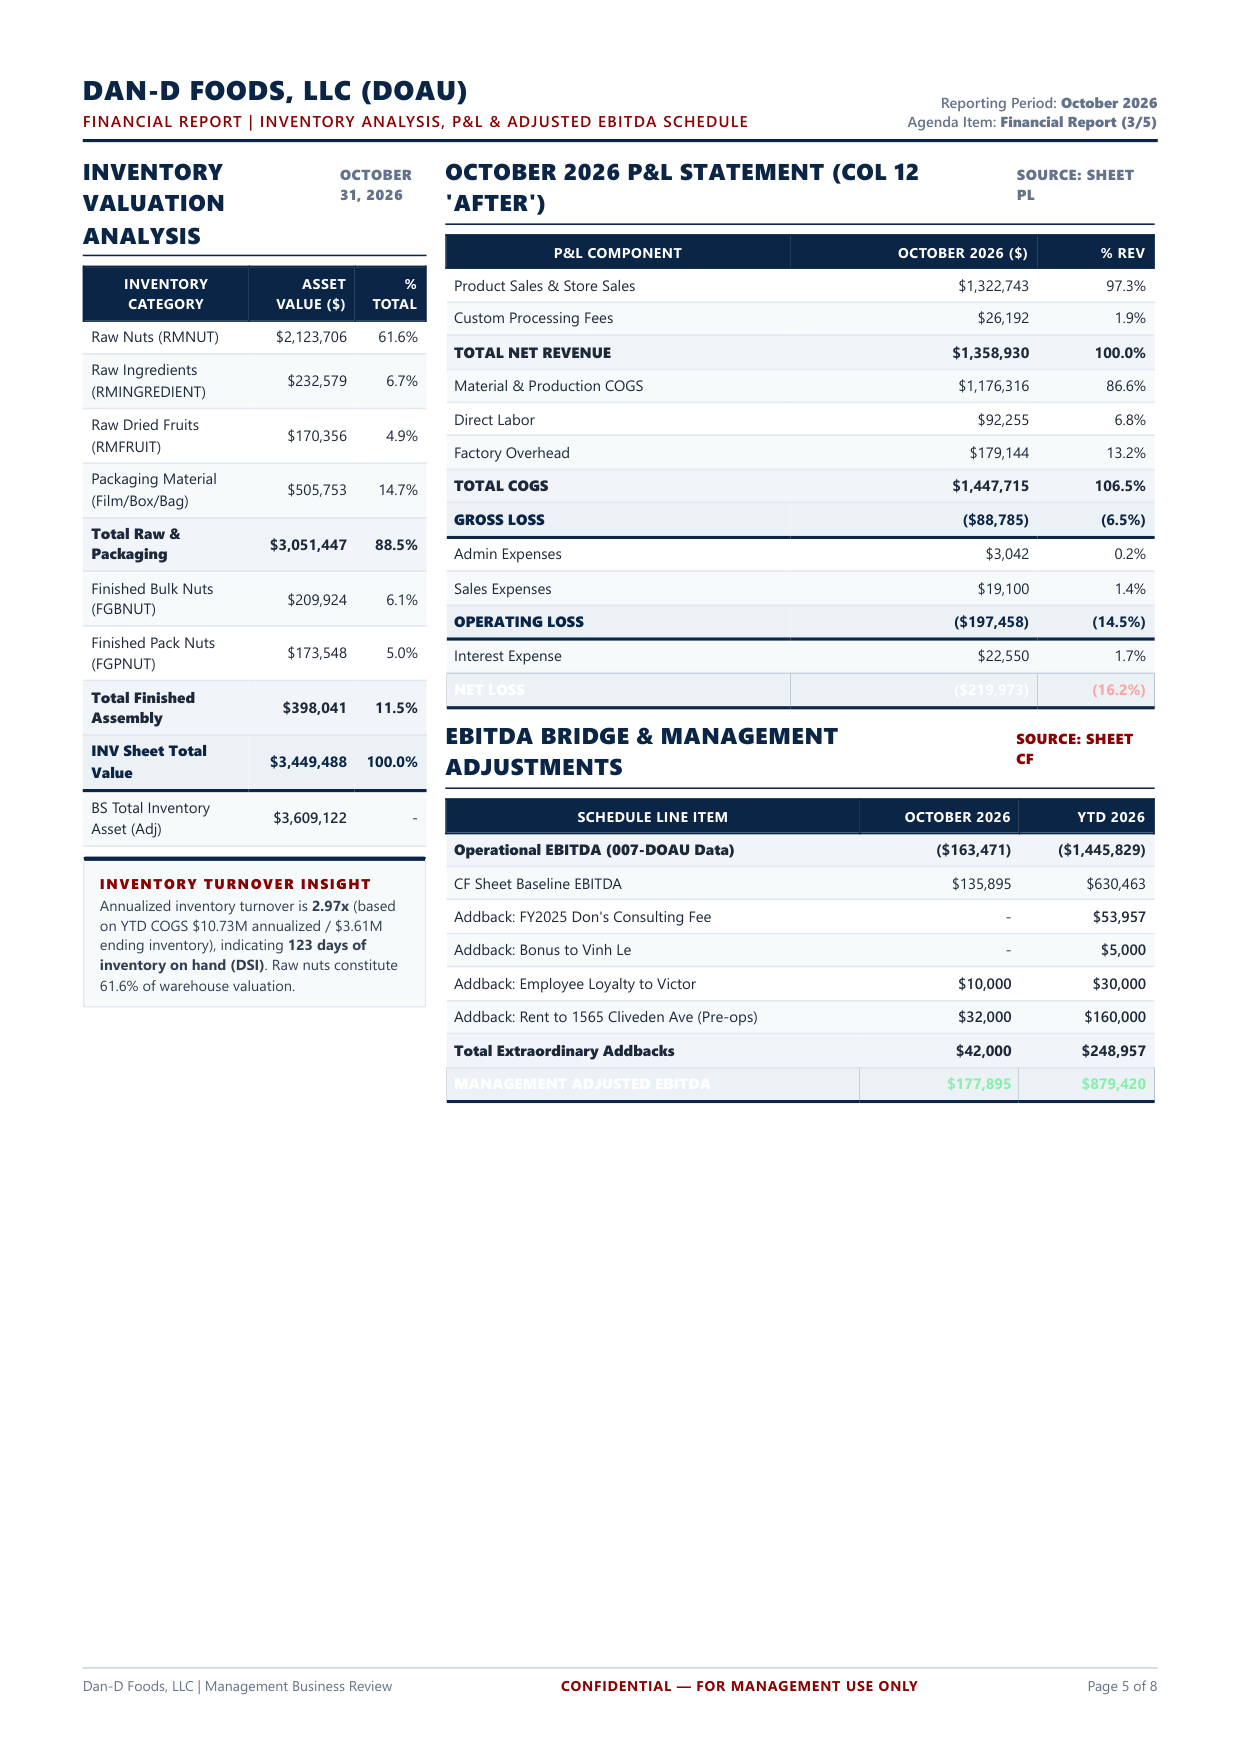 DAN-D FOODS, LLC (DOAU)
FINANCIAL REPORT | INVENTORY ANALYSIS, P&L & ADJUSTED EBITDA SCHEDULE
Reporting Period: October 2026
Agenda Item: Financial Report (3/5)
INVENTORY
VALUATION
ANALYSIS
OCTOBER
31, 2026
INVENTORY CATEGORY ASSET VALUE ($) % TOTAL
Raw Nuts (RMNUT) $2,123,706 61.6%
Raw Ingredients (RMINGREDIENT) $232,579 6.7%
Raw Dried Fruits (RMFRUIT) $170,356 4.9%
Packaging Material (Film/Box/Bag) $505,753 14.7%
Total Raw & Packaging $3,051,447 88.5%
Finished Bulk Nuts (FGBNUT) $209,924 6.1%
Finished Pack Nuts (FGPNUT) $173,548 5.0%
Total Finished Assembly $398,041 11.5%
INV Sheet Total Value $3,449,488 100.0%
BS Total Inventory Asset (Adj) $3,609,122 -
INVENTORY TURNOVER INSIGHT
Annualized inventory turnover is 2.97x (based
on YTD COGS $10.73M annualized / $3.61M
ending inventory), indicating 123 days of
inventory on hand (DSI). Raw nuts constitute
61.6% of warehouse valuation.
OCTOBER 2026 P&L STATEMENT (COL 12
'AFTER')
SOURCE: SHEET
PL
P&L COMPONENT OCTOBER 2026 ($) % REV
Product Sales & Store Sales $1,322,743 97.3%
Custom Processing Fees $26,192 1.9%
TOTAL NET REVENUE $1,358,930 100.0%
Material & Production COGS $1,176,316 86.6%
Direct Labor $92,255 6.8%
Factory Overhead $179,144 13.2%
TOTAL COGS $1,447,715 106.5%
GROSS LOSS ($88,785) (6.5%)
Admin Expenses $3,042 0.2%
Sales Expenses $19,100 1.4%
OPERATING LOSS ($197,458) (14.5%)
Interest Expense $22,550 1.7%
NET LOSS ($219,973) (16.2%)
EBITDA BRIDGE & MANAGEMENT
ADJUSTMENTS
SOURCE: SHEET
CF
SCHEDULE LINE ITEM OCTOBER 2026 YTD 2026
Operational EBITDA (007-DOAU Data) ($163,471) ($1,445,829)
CF Sheet Baseline EBITDA $135,895 $630,463
Addback: FY2025 Don's Consulting Fee - $53,957
Addback: Bonus to Vinh Le - $5,000
Addback: Employee Loyalty to Victor $10,000 $30,000
Addback: Rent to 1565 Cliveden Ave (Pre-ops) $32,000 $160,000
Total Extraordinary Addbacks $42,000 $248,957
MANAGEMENT ADJUSTED EBITDA $177,895 $879,420
Dan-D Foods, LLC | Management Business Review
CONFIDENTIAL — FOR MANAGEMENT USE ONLY
Page 5 of 8